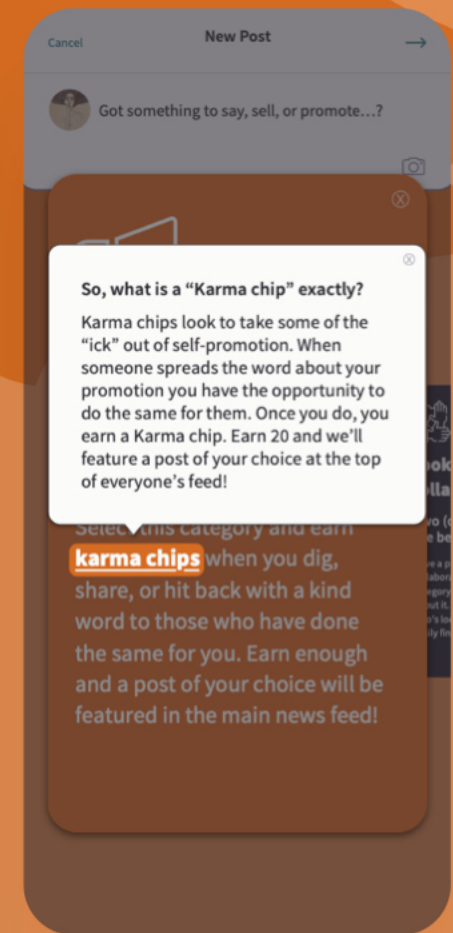 Cancel
New Post
Got something to say, sell, or promote…?
So, what is a “Karma chip” exactly?
Karma chips look to take some of the
“ick” out of self-promotion. When
someone spreads the word about your
promotion you have the opportunity to
do the same for them. Once you do, you
earn a Karma chip. Earn 20 and we’ll
feature a post of your choice at the top
of everyone’s feed!
Select this category and earn
karma chips when you dig,
share, or hit back with a kind
word to those who have done
the same for you. Earn enough
and a post of your choice will be
featured in the main news feed!